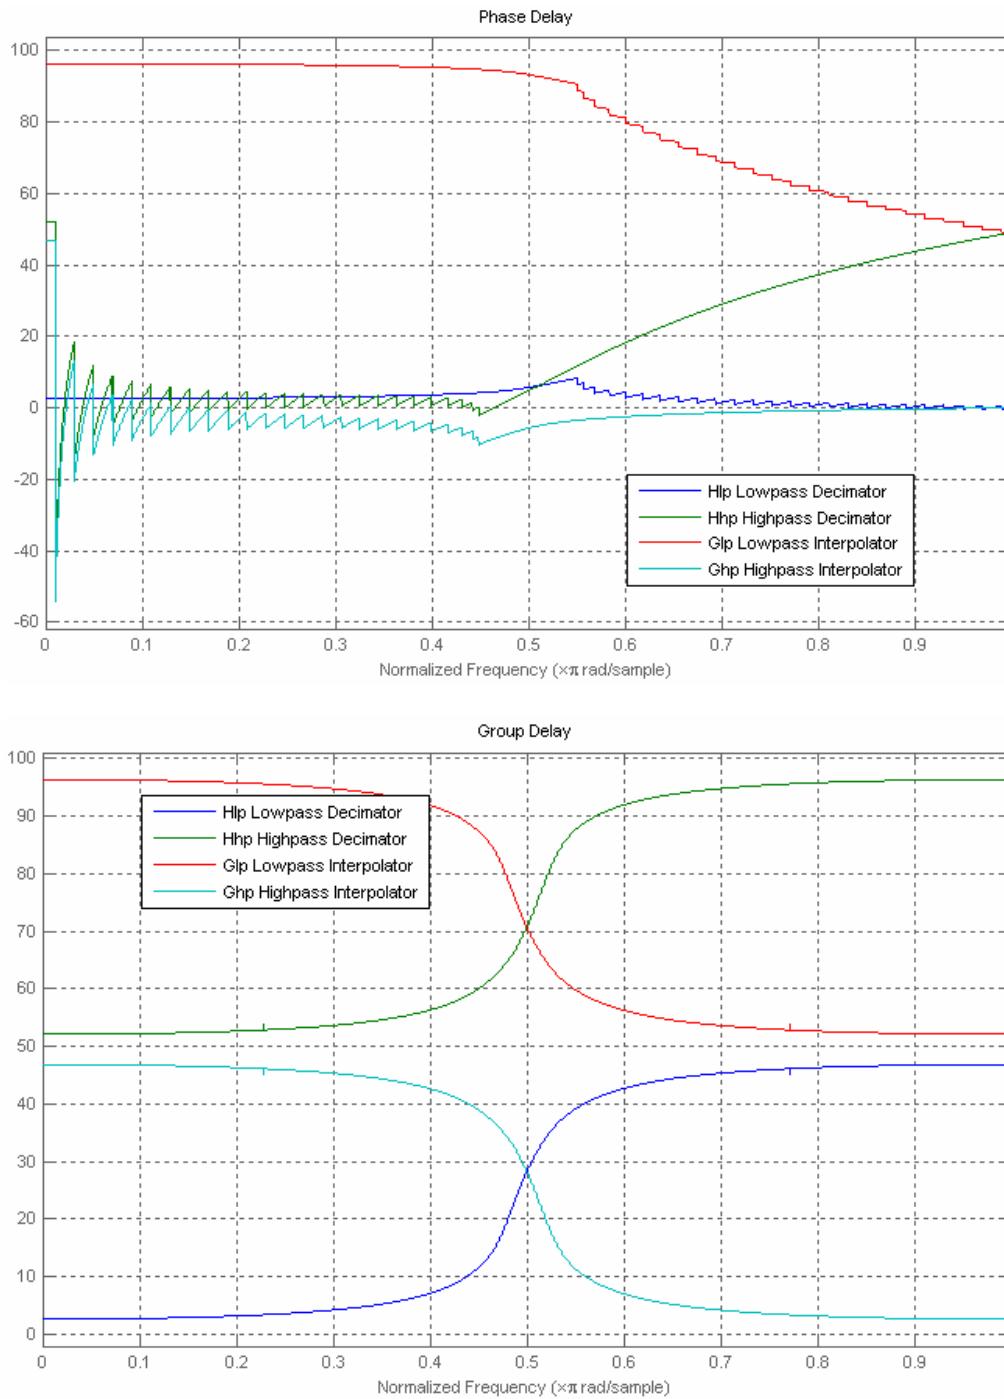 Phase Delay
100
80
60
40
20
0
-20
-40
-60
Hlp Lowpass Decimator
Hhp Highpass Decimator
Glp Lowpass Interpolator
Ghp Highpass Interpolator
0 0.1 0.2 0.3 0.4 0.5 0.6 0.7 0.8 0.9
Normalized Frequency (×π rad/sample)
Group Delay
100
90
80
70
60
50
40
30
20
10
0
Hlp Lowpass Decimator
Hhp Highpass Decimator
Glp Lowpass Interpolator
Ghp Highpass Interpolator
0 0.1 0.2 0.3 0.4 0.5 0.6 0.7 0.8 0.9
Normalized Frequency (×π rad/sample)